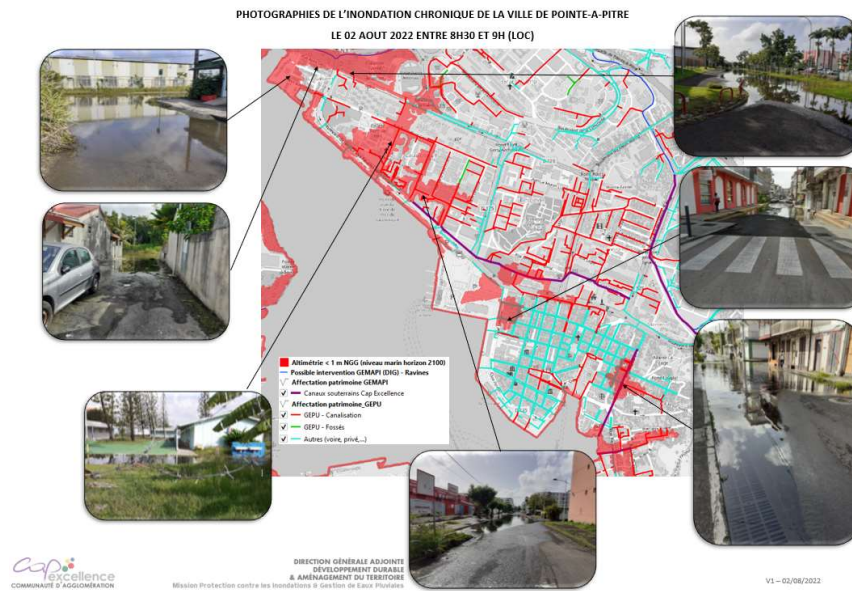 PHOTOGRAPHIES DE L'INONDATION CHRONIQUE DE LA VILLE DE POINTE-A-PITRE
LE 02 AOUT 2022 ENTRE 8H30 ET 9H (LOC)
Altimétrie < 1 m NGG (niveau marin horizon 2100)
Possible intervention GEMAPI (DIG) - Ravines
Affectation patrimoine GEMAPI
Canaux souterrains Cap Excellence
Affectation patrimoine_GEPU
GEPU - Canalisation
GEPU - Fossés
Autres (voire, privé,...)
Cap excellence
COMMUNAUTÉ D'AGGLOMÉRATION
DIRECTION GÉNÉRALE ADJOINTE
DÉVELOPPEMENT DURABLE
& AMÉNAGEMENT DU TERRITOIRE
Mission Protection contre les Inondations & Gestion de Eaux Pluviales
V1 – 02/08/2022